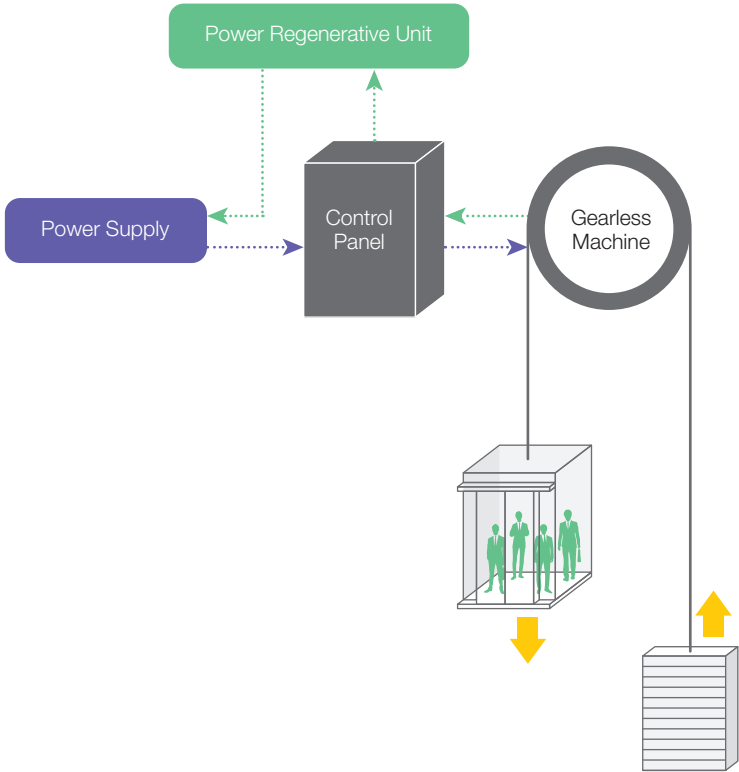 Power Regenerative Unit
Power Supply
Control
Panel
Gearless
Machine